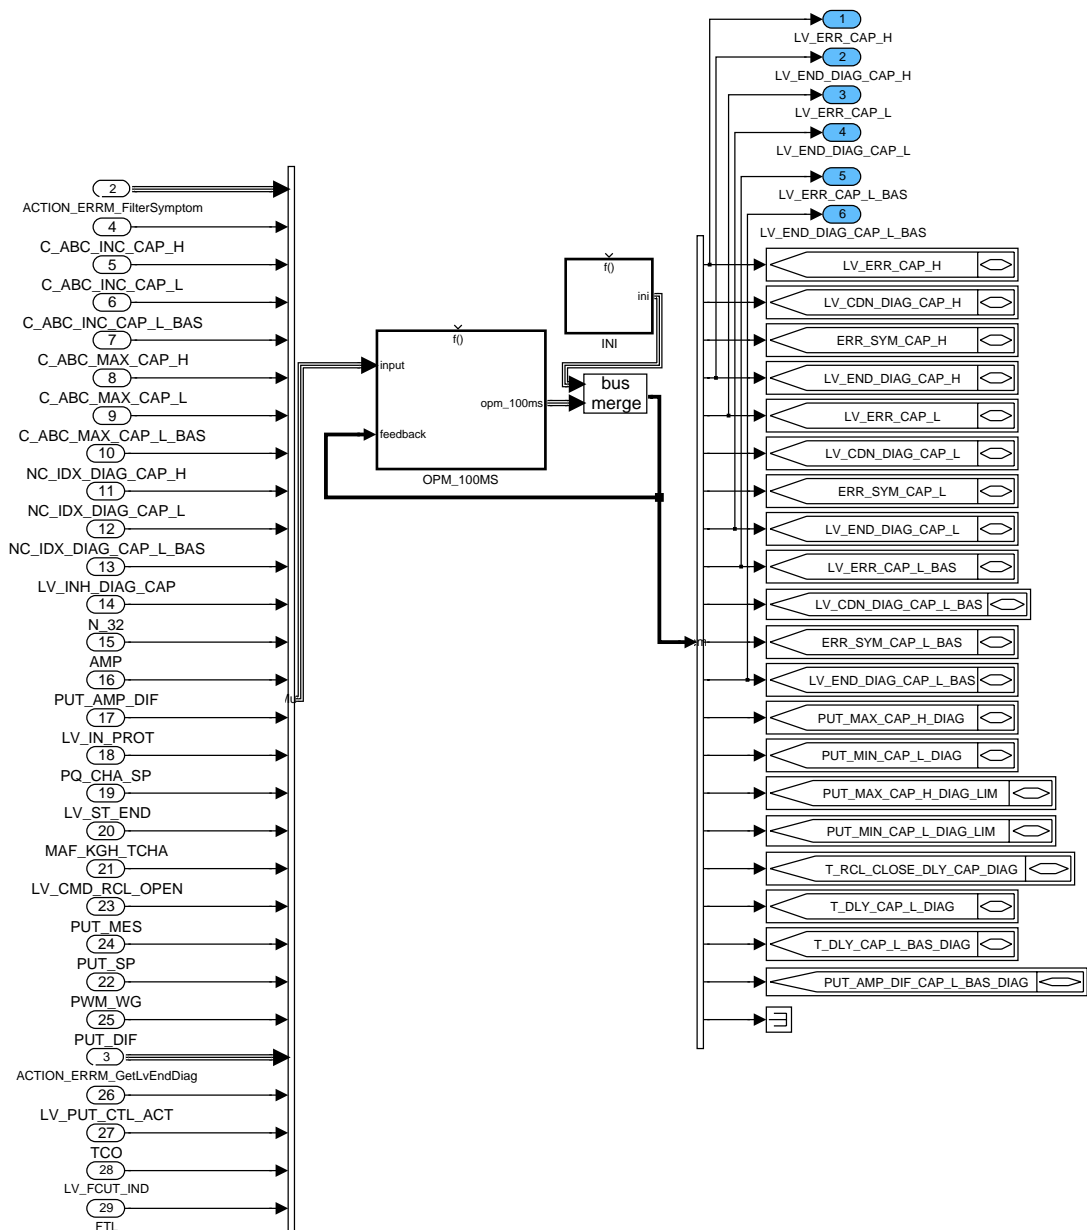 1
LV_ERR_CAP_H
2
LV_END_DIAG_CAP_H
3
LV_ERR_CAP_L
4
LV_END_DIAG_CAP_L
5
LV_ERR_CAP_L_BAS
6
LV_END_DIAG_CAP_L_BAS
2
ACTION_ERRM_FilterSymptom
4
C_ABC_INC_CAP_H
5
C_ABC_INC_CAP_L
6
C_ABC_INC_CAP_L_BAS
7
C_ABC_MAX_CAP_H
8
C_ABC_MAX_CAP_L
9
C_ABC_MAX_CAP_L_BAS
10
NC_IDX_DIAG_CAP_H
11
NC_IDX_DIAG_CAP_L
12
NC_IDX_DIAG_CAP_L_BAS
13
LV_INH_DIAG_CAP
14
N_32
15
AMP
16
PUT_AMP_DIF
17
LV_IN_PROT
18
PQ_CHA_SP
19
LV_ST_END
20
MAF_KGH_TCHA
21
LV_CMD_RCL_OPEN
23
PUT_MES
24
PUT_SP
22
PWM_WG
25
PUT_DIF
3
ACTION_ERRM_GetLvEndDiag
26
LV_PUT_CTL_ACT
27
TCO
28
LV_FCUT_IND
29
FTL
f()
ini
INI
f()
input
opm_100ms
feedback
OPM_100MS
bus
merge
LV_ERR_CAP_H
LV_CDN_DIAG_CAP_H
ERR_SYM_CAP_H
LV_END_DIAG_CAP_H
LV_ERR_CAP_L
LV_CDN_DIAG_CAP_L
ERR_SYM_CAP_L
LV_END_DIAG_CAP_L
LV_ERR_CAP_L_BAS
LV_CDN_DIAG_CAP_L_BAS
ERR_SYM_CAP_L_BAS
LV_END_DIAG_CAP_L_BAS
PUT_MAX_CAP_H_DIAG
PUT_MIN_CAP_L_DIAG
PUT_MAX_CAP_H_DIAG_LIM
PUT_MIN_CAP_L_DIAG_LIM
T_RCL_CLOSE_DLY_CAP_DIAG
T_DLY_CAP_L_DIAG
T_DLY_CAP_L_BAS_DIAG
PUT_AMP_DIF_CAP_L_BAS_DIAG